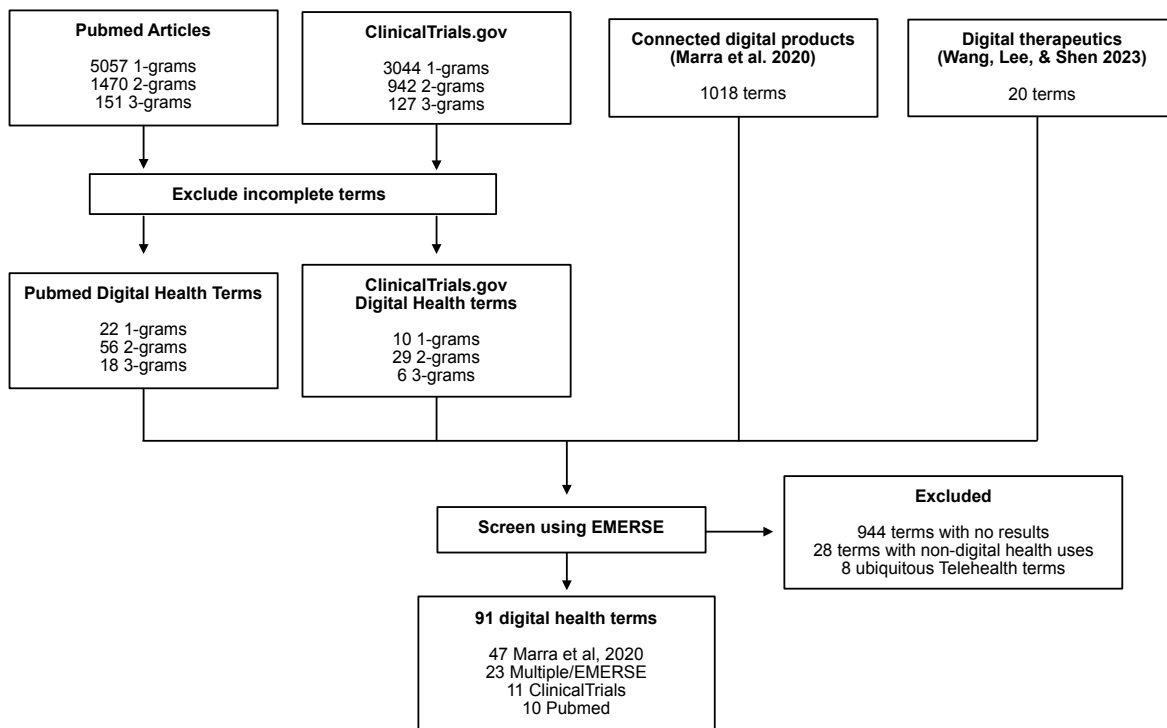 Pubmed Articles
5057 1-grams
1470 2-grams
151 3-grams
ClinicalTrials.gov
3044 1-grams
942 2-grams
127 3-grams
Connected digital products
(Marra et al. 2020)
1018 terms
Digital therapeutics
(Wang, Lee, & Shen 2023)
20 terms
Exclude incomplete terms
Pubmed Digital Health Terms
22 1-grams
56 2-grams
18 3-grams
ClinicalTrials.gov
Digital Health terms
10 1-grams
29 2-grams
6 3-grams
Screen using EMERSE
Excluded
944 terms with no results
28 terms with non-digital health uses
8 ubiquitous Telehealth terms
91 digital health terms
47 Marra et al, 2020
23 Multiple/EMERSE
11 ClinicalTrials
10 Pubmed